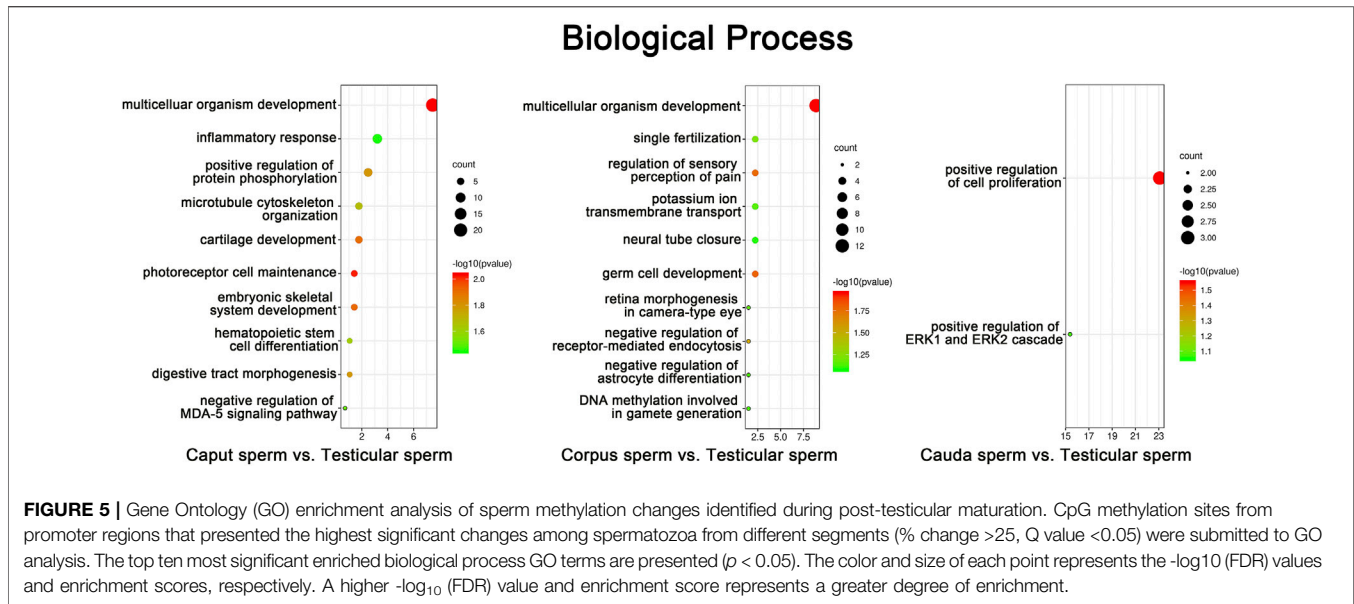 Biological Process
multicelluar organism development
inflammatory response
positive regulation of
protein phosphorylation
microtubule cytoskeleton
organization
cartilage development
photoreceptor cell maintenance
embryonic skeletal
system development
hematopoietic stem
cell differentiation
digestive tract morphogenesis
negative regulation of
MDA-5 signaling pathway
2 4 6
count
5
10
15
20
-log10(pvalue)
2.0
1.8
1.6
Caput sperm vs. Testicular sperm
multicellular organism development
single fertilization
regulation of sensory
perception of pain
potassium ion
transmembrane transport
neural tube closure
germ cell development
retina morphogenesis
in camera-type eye
negative regulation of
receptor-mediated endocytosis
negative regulation of
astrocyte differentiation
DNA methylation involved
in gamete generation
2.5 5.0 7.5
count
2
4
6
8
10
12
-log10(pvalue)
1.75
1.50
1.25
Corpus sperm vs. Testicular sperm
positive regulation
of cell proliferation
positive regulation of
ERK1 and ERK2 cascade
15 17 19 21 23
count
2.00
2.25
2.50
2.75
3.00
-log10(pvalue)
1.5
1.4
1.3
1.2
1.1
Cauda sperm vs. Testicular sperm
FIGURE 5 | Gene Ontology (GO) enrichment analysis of sperm methylation changes identified during post-testicular maturation. CpG methylation sites from
promoter regions that presented the highest significant changes among spermatozoa from different segments (% change >25, Q value <0.05) were submitted to GO
analysis. The top ten most significant enriched biological process GO terms are presented (p < 0.05). The color and size of each point represents the -log10 (FDR) values
and enrichment scores, respectively. A higher -log₁₀ (FDR) value and enrichment score represents a greater degree of enrichment.